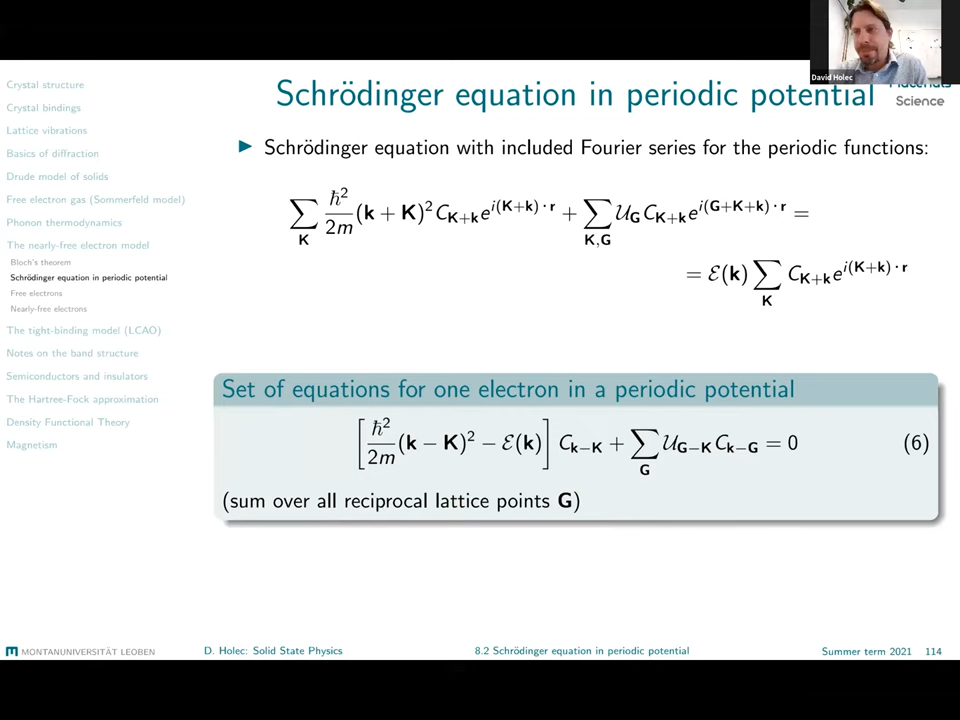 David Holec
Materials
Science
Crystal structure
Crystal bindings
Lattice vibrations
Basics of diffraction
Drude model of solids
Free electron gas (Sommerfeld model)
Phonon thermodynamics
The nearly-free electron model
Bloch's theorem
Schrödinger equation in periodic potential
Free electrons
Nearly-free electrons
The tight-binding model (LCAO)
Notes on the band structure
Semiconductors and insulators
The Hartree-Fock approximation
Density Functional Theory
Magnetism
Schrödinger equation in periodic potential
▶ Schrödinger equation with included Fourier series for the periodic functions:
∑_K ℏ²/2m (k + K)² C_{K+k} e^{i(K+k)·r} + ∑_{K,G} 𝒰_G C_{K+k} e^{i(G+K+k)·r} =
= ℰ(k) ∑_K C_{K+k} e^{i(K+k)·r}
Set of equations for one electron in a periodic potential
[ℏ²/2m (k − K)² − ℰ(k)] C_{k−K} + ∑_G 𝒰_{G−K} C_{k−G} = 0 (6)
(sum over all reciprocal lattice points G)
MONTANUNIVERSITÄT LEOBEN
D. Holec: Solid State Physics
8.2 Schrödinger equation in periodic potential
Summer term 2021 114